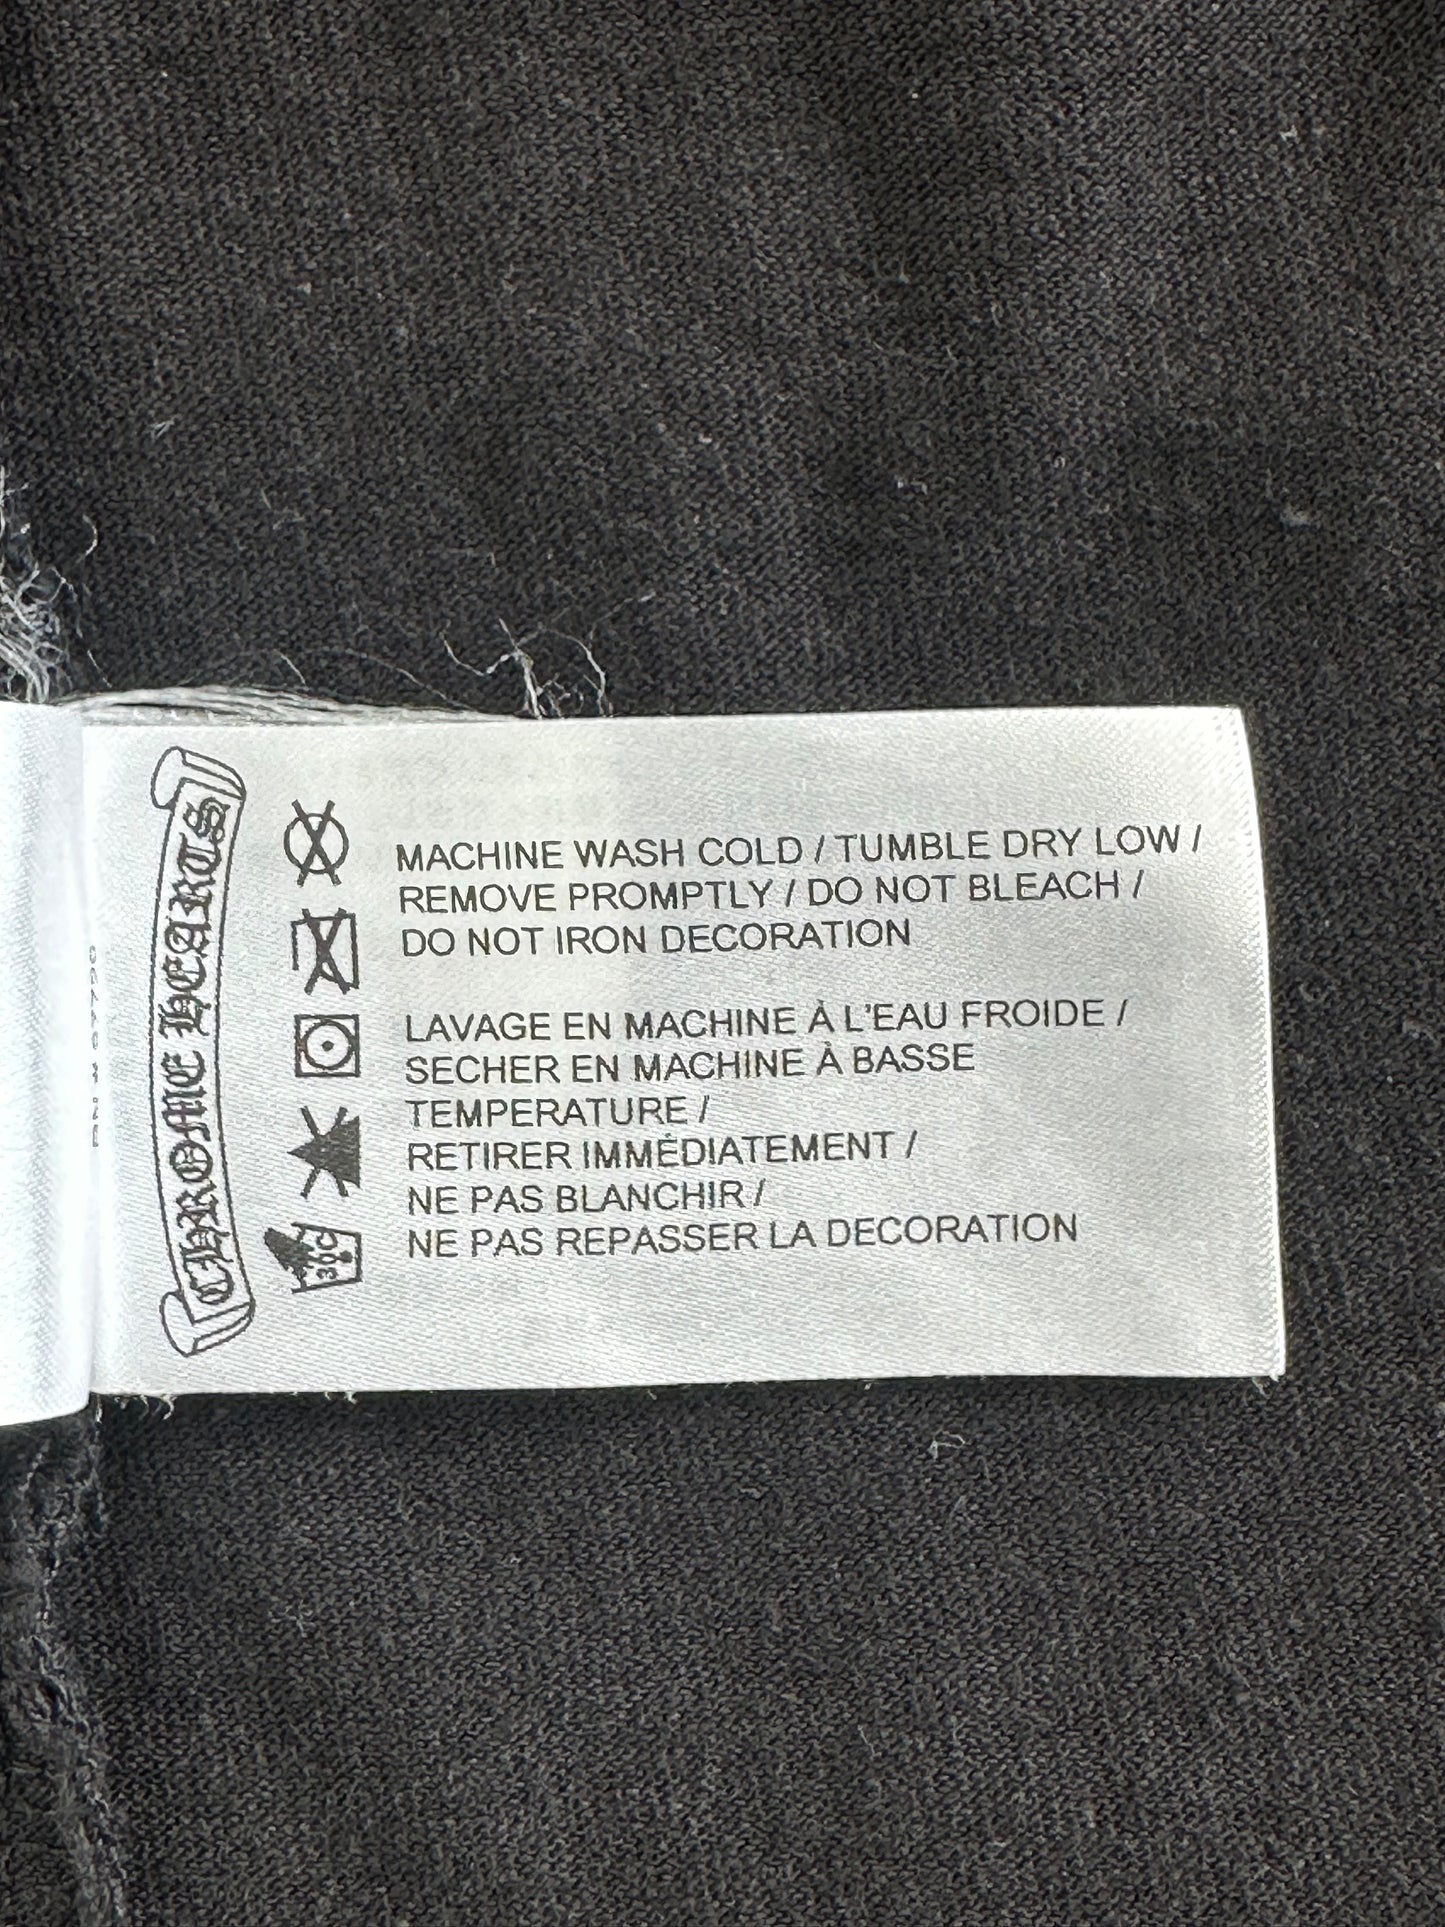 CHROME HEARTS
MACHINE WASH COLD / TUMBLE DRY LOW /
REMOVE PROMPTLY / DO NOT BLEACH /
DO NOT IRON DECORATION
LAVAGE EN MACHINE À L'EAU FROIDE /
SECHER EN MACHINE À BASSE
TEMPERATURE /
RETIRER IMMÉDIATEMENT /
NE PAS BLANCHIR /
NE PAS REPASSER LA DECORATION